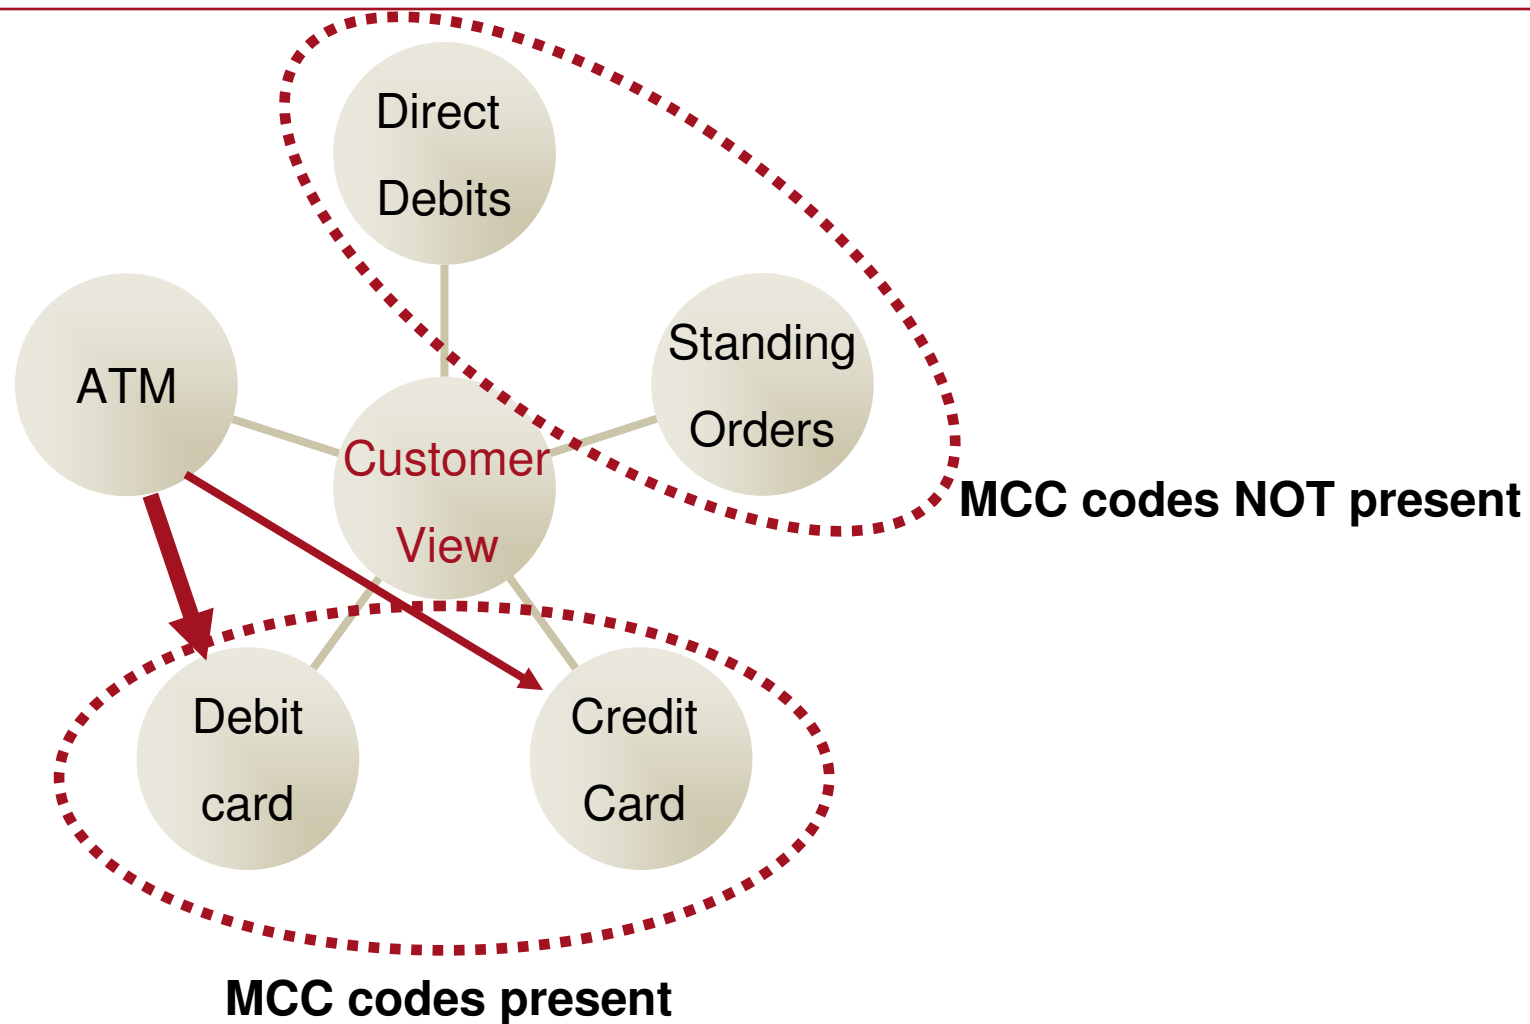 Direct
Debits
Standing
Orders
ATM
Customer
View
MCC codes NOT present
Debit
card
Credit
Card
MCC codes present